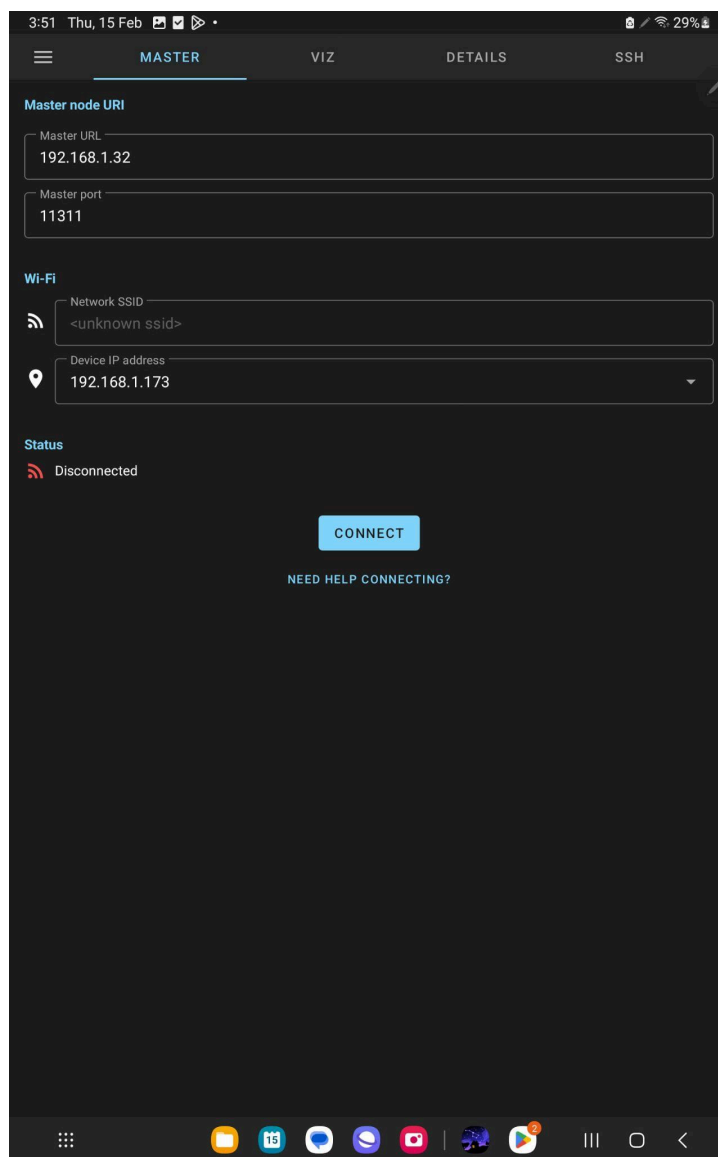 3:51 Thu, 15 Feb
29%
MASTER
VIZ
DETAILS
SSH
Master node URI
Master URL
192.168.1.32
Master port
11311
Wi-Fi
Network SSID
<unknown ssid>
Device IP address
192.168.1.173
Status
Disconnected
CONNECT
NEED HELP CONNECTING?
15
2